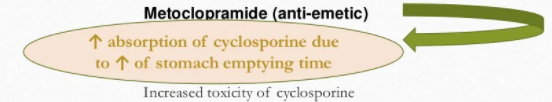 Metoclopramide (anti-emetic)
↑ absorption of cyclosporine due
to ↑ of stomach emptying time
Increased toxicity of cyclosporine